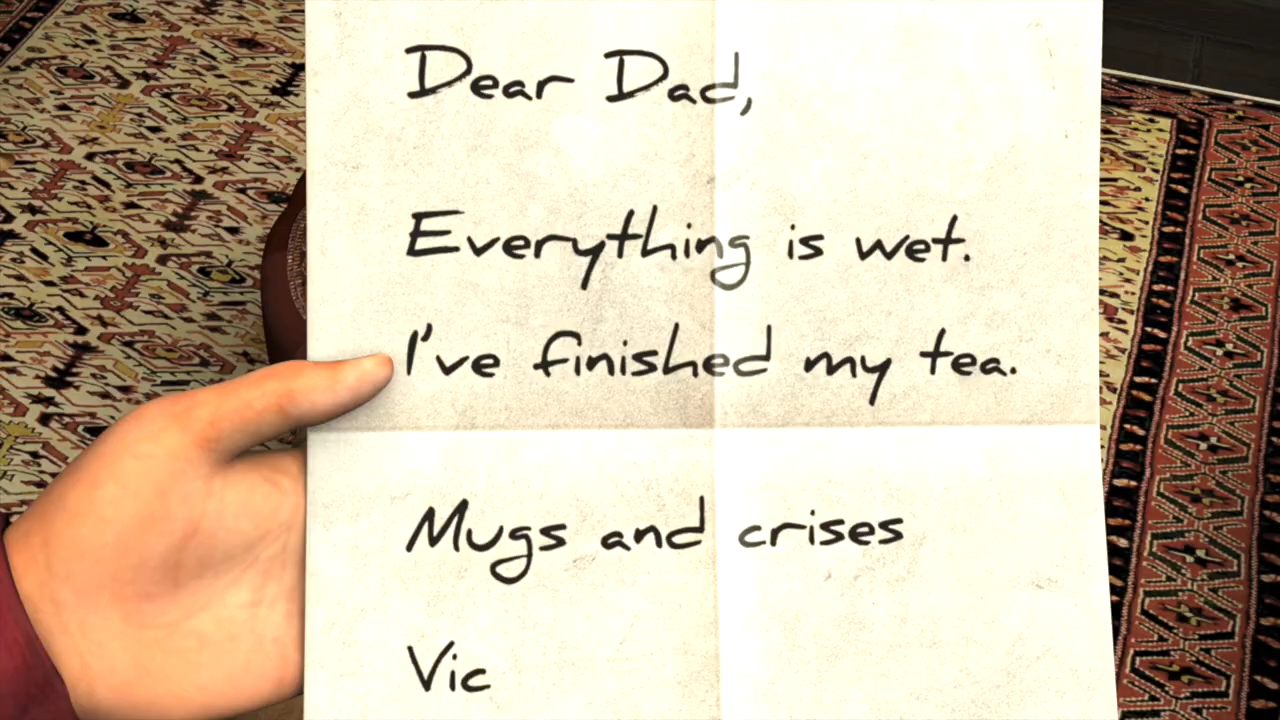 Dear Dad,
Everything is wet.
I've finished my tea.
Mugs and crises
Vic